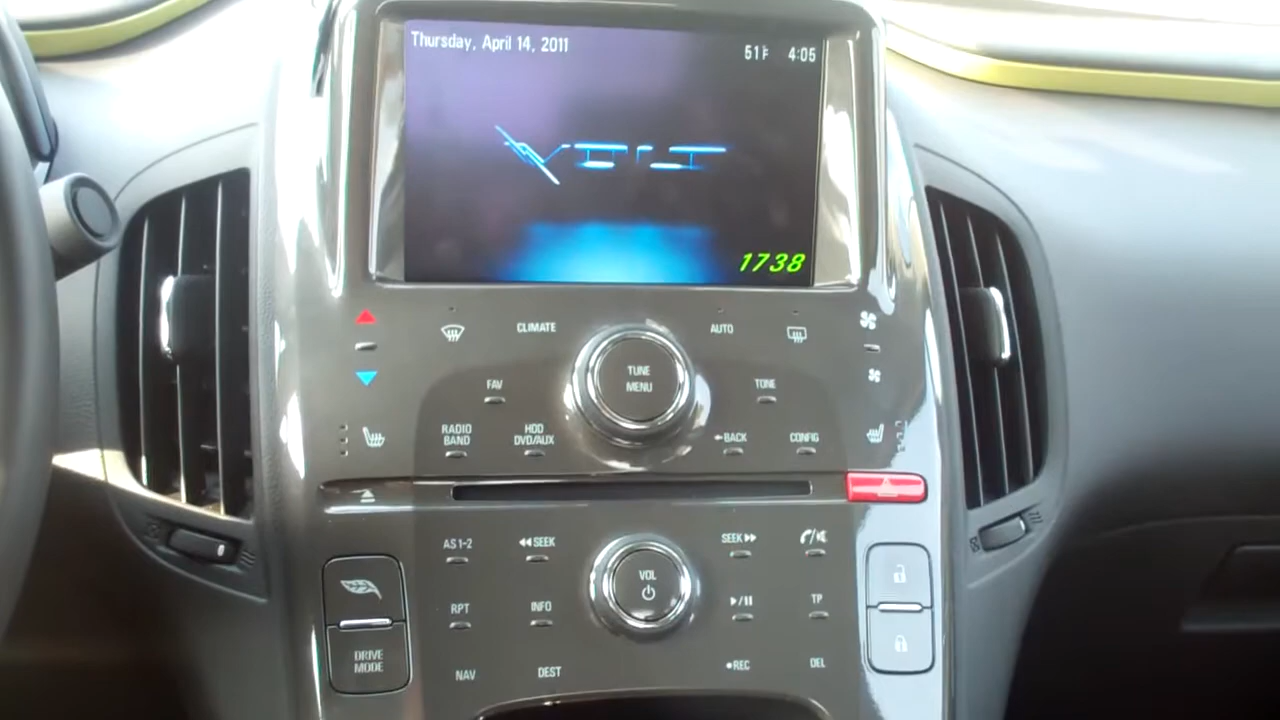 Thursday, April 14, 2011
51°F 4:05
VOLT
1738
CLIMATE
AUTO
TUNE
MENU
FAV
TONE
RADIO
BAND
HDD
DVD/AUX
BACK
CONFIG
AS 1-2
SEEK
SEEK
VOL
RPT
INFO
TP
DRIVE
MODE
NAV
DEST
REC
DEL